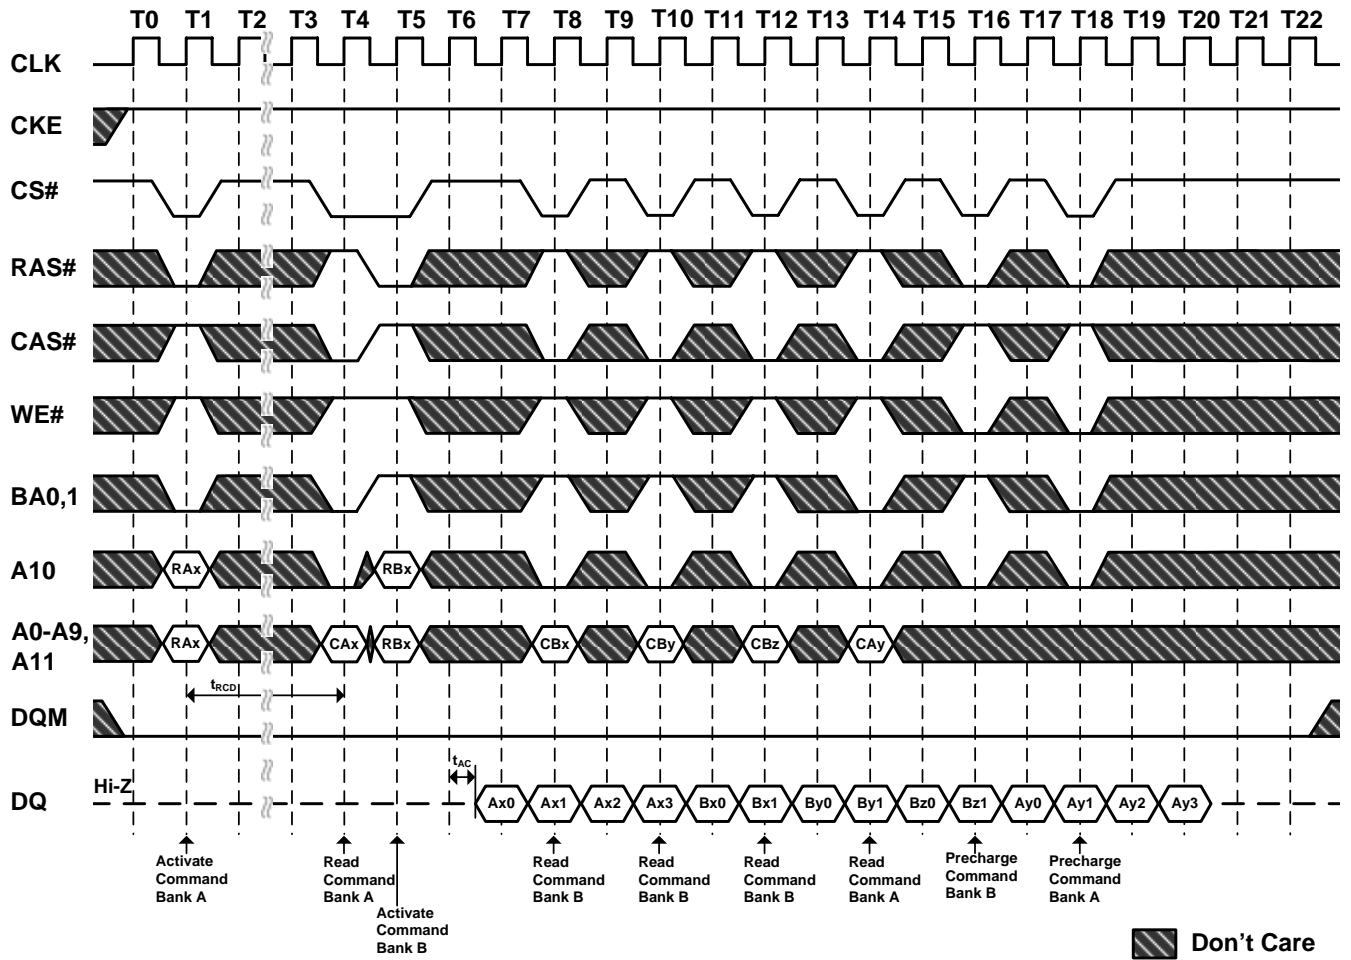 T0 T1 T2 T3 T4 T5 T6 T7 T8 T9 T10 T11 T12 T13 T14 T15 T16 T17 T18 T19 T20 T21 T22
CLK
CKE
CS#
RAS#
CAS#
WE#
BA0,1
A10
RAx
RBx
A0-A9,
A11
RAx
CAx
RBx
CBx
CBy
CBz
CAy
tRCD
DQM
tAC
Hi-Z
DQ
Ax0 Ax1 Ax2 Ax3 Bx0 Bx1 By0 By1 Bz0 Bz1 Ay0 Ay1 Ay2 Ay3
Activate
Command
Bank A
Read
Command
Bank A
Activate
Command
Bank B
Read
Command
Bank B
Read
Command
Bank B
Read
Command
Bank B
Read
Command
Bank A
Precharge
Command
Bank B
Precharge
Command
Bank A
Don't Care